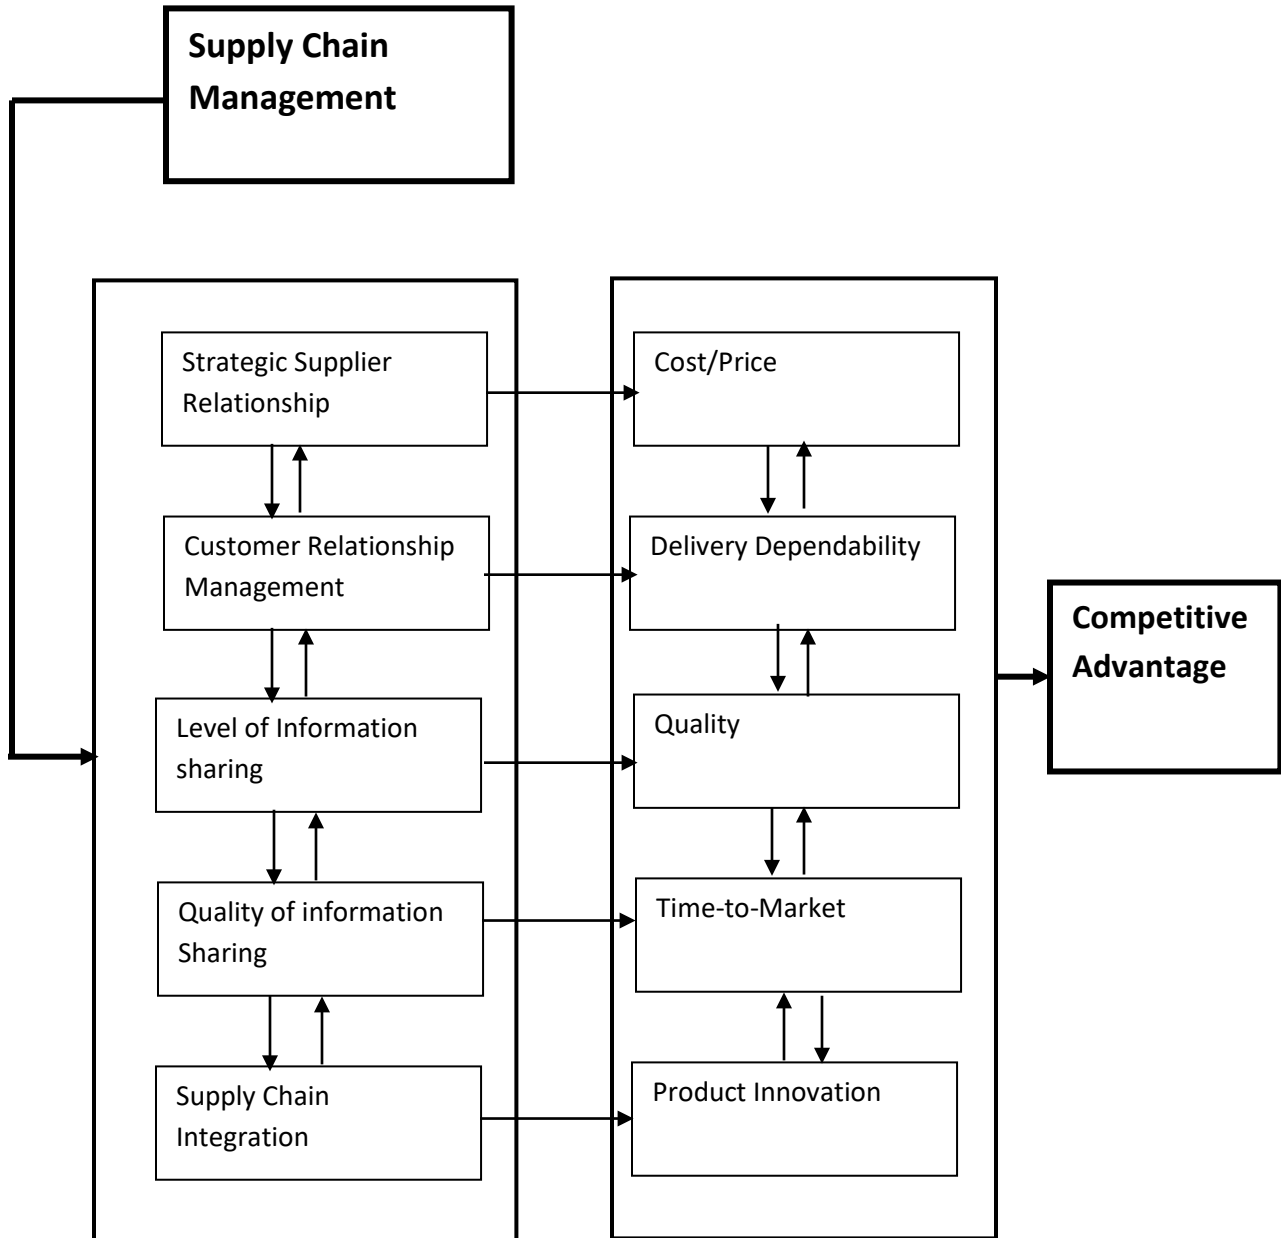 Supply Chain
Management
Strategic Supplier
Relationship
Cost/Price
Customer Relationship
Management
Delivery Dependability
Competitive
Advantage
Level of Information
sharing
Quality
Quality of information
Sharing
Time-to-Market
Supply Chain
Integration
Product Innovation